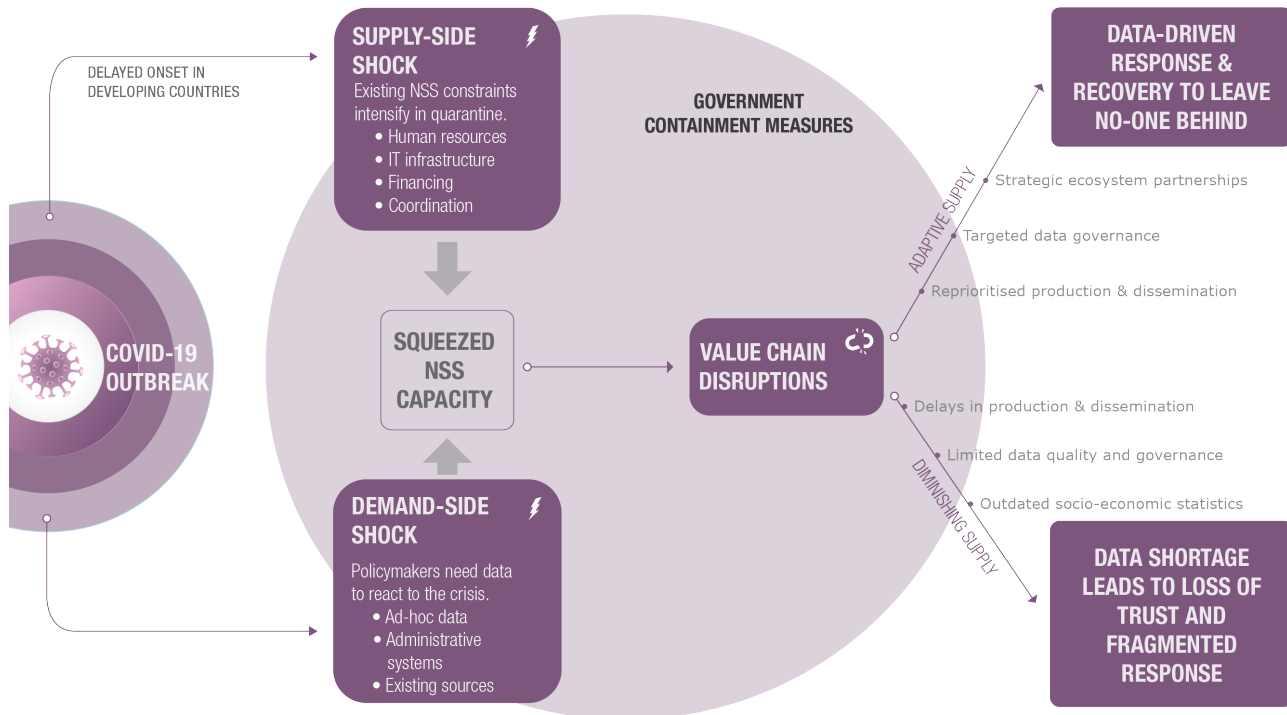 DELAYED ONSET IN
DEVELOPING COUNTRIES
COVID-19
OUTBREAK
SUPPLY-SIDE
SHOCK
Existing NSS constraints
intensify in quarantine.
• Human resources
• IT infrastructure
• Financing
• Coordination
SQUEEZED
NSS
CAPACITY
DEMAND-SIDE
SHOCK
Policymakers need data
to react to the crisis.
• Ad-hoc data
• Administrative
systems
• Existing sources
GOVERNMENT
CONTAINMENT MEASURES
VALUE CHAIN
DISRUPTIONS
ADAPTIVE SUPPLY
Strategic ecosystem partnerships
Targeted data governance
Reprioritised production & dissemination
DATA-DRIVEN
RESPONSE &
RECOVERY TO LEAVE
NO-ONE BEHIND
DIMINISHING SUPPLY
Delays in production & dissemination
Limited data quality and governance
Outdated socio-economic statistics
DATA SHORTAGE
LEADS TO LOSS OF
TRUST AND
FRAGMENTED
RESPONSE